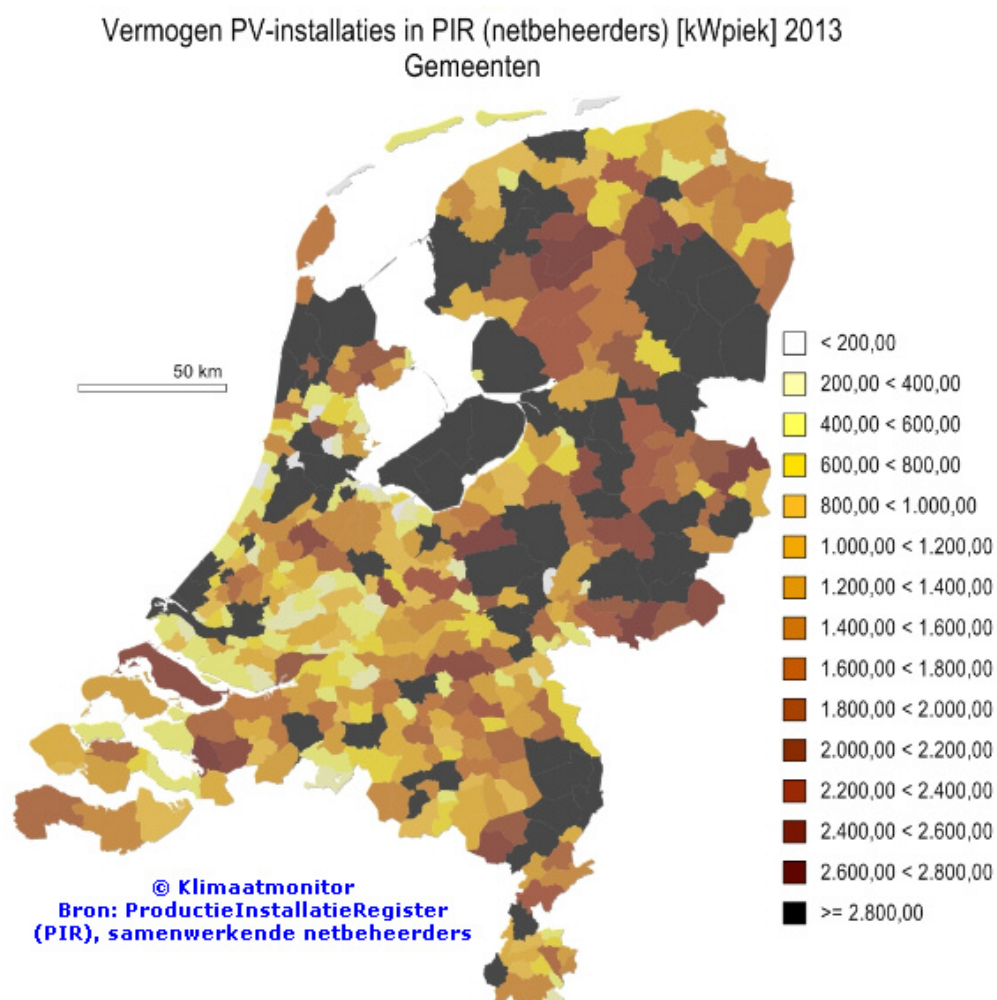 Vermogen PV-installaties in PIR (netbeheerders) [kWpiek] 2013
Gemeenten
50 km
< 200,00
200,00 < 400,00
400,00 < 600,00
600,00 < 800,00
800,00 < 1.000,00
1.000,00 < 1.200,00
1.200,00 < 1.400,00
1.400,00 < 1.600,00
1.600,00 < 1.800,00
1.800,00 < 2.000,00
2.000,00 < 2.200,00
2.200,00 < 2.400,00
2.400,00 < 2.600,00
2.600,00 < 2.800,00
>= 2.800,00
© Klimaatmonitor
Bron: ProductieInstallatieRegister
(PIR), samenwerkende netbeheerders